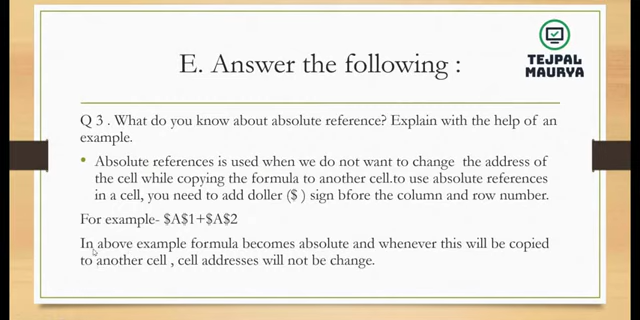 E. Answer the following :
TEJPAL
MAURYA
Q 3 . What do you know about absolute reference? Explain with the help of an
example.
• Absolute references is used when we do not want to change the address of
the cell while copying the formula to another cell.to use absolute references
in a cell, you need to add doller ($ ) sign bfore the column and row number.
For example- $A$1+$A$2
In above example formula becomes absolute and whenever this will be copied
to another cell , cell addresses will not be change.